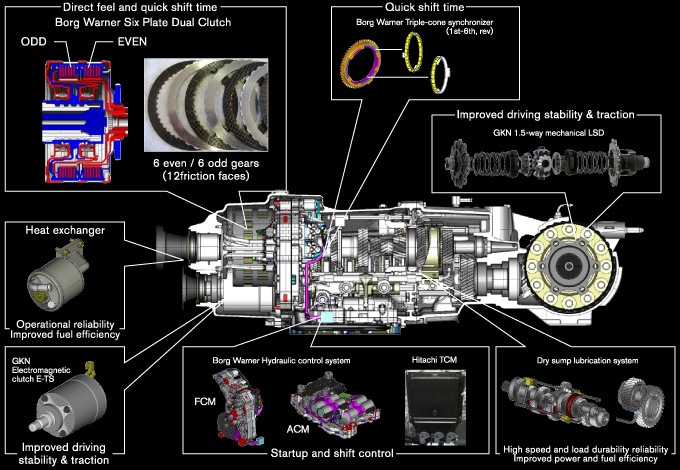 Direct feel and quick shift time
Borg Warner Six Plate Dual Clutch
ODD
EVEN
6 even / 6 odd gears
(12friction faces)
Quick shift time
Borg Warner Triple-cone synchronizer
(1st-6th, rev)
Improved driving stability & traction
GKN 1.5-way mechanical LSD
Heat exchanger
Operational reliability
Improved fuel efficiency
GKN
Electromagnetic
clutch E-TS
Improved driving
stability & traction
Borg Warner Hydraulic control system
FCM
ACM
Hitachi TCM
Startup and shift control
Dry sump lubrication system
High speed and load durability reliability
Improved power and fuel efficiency